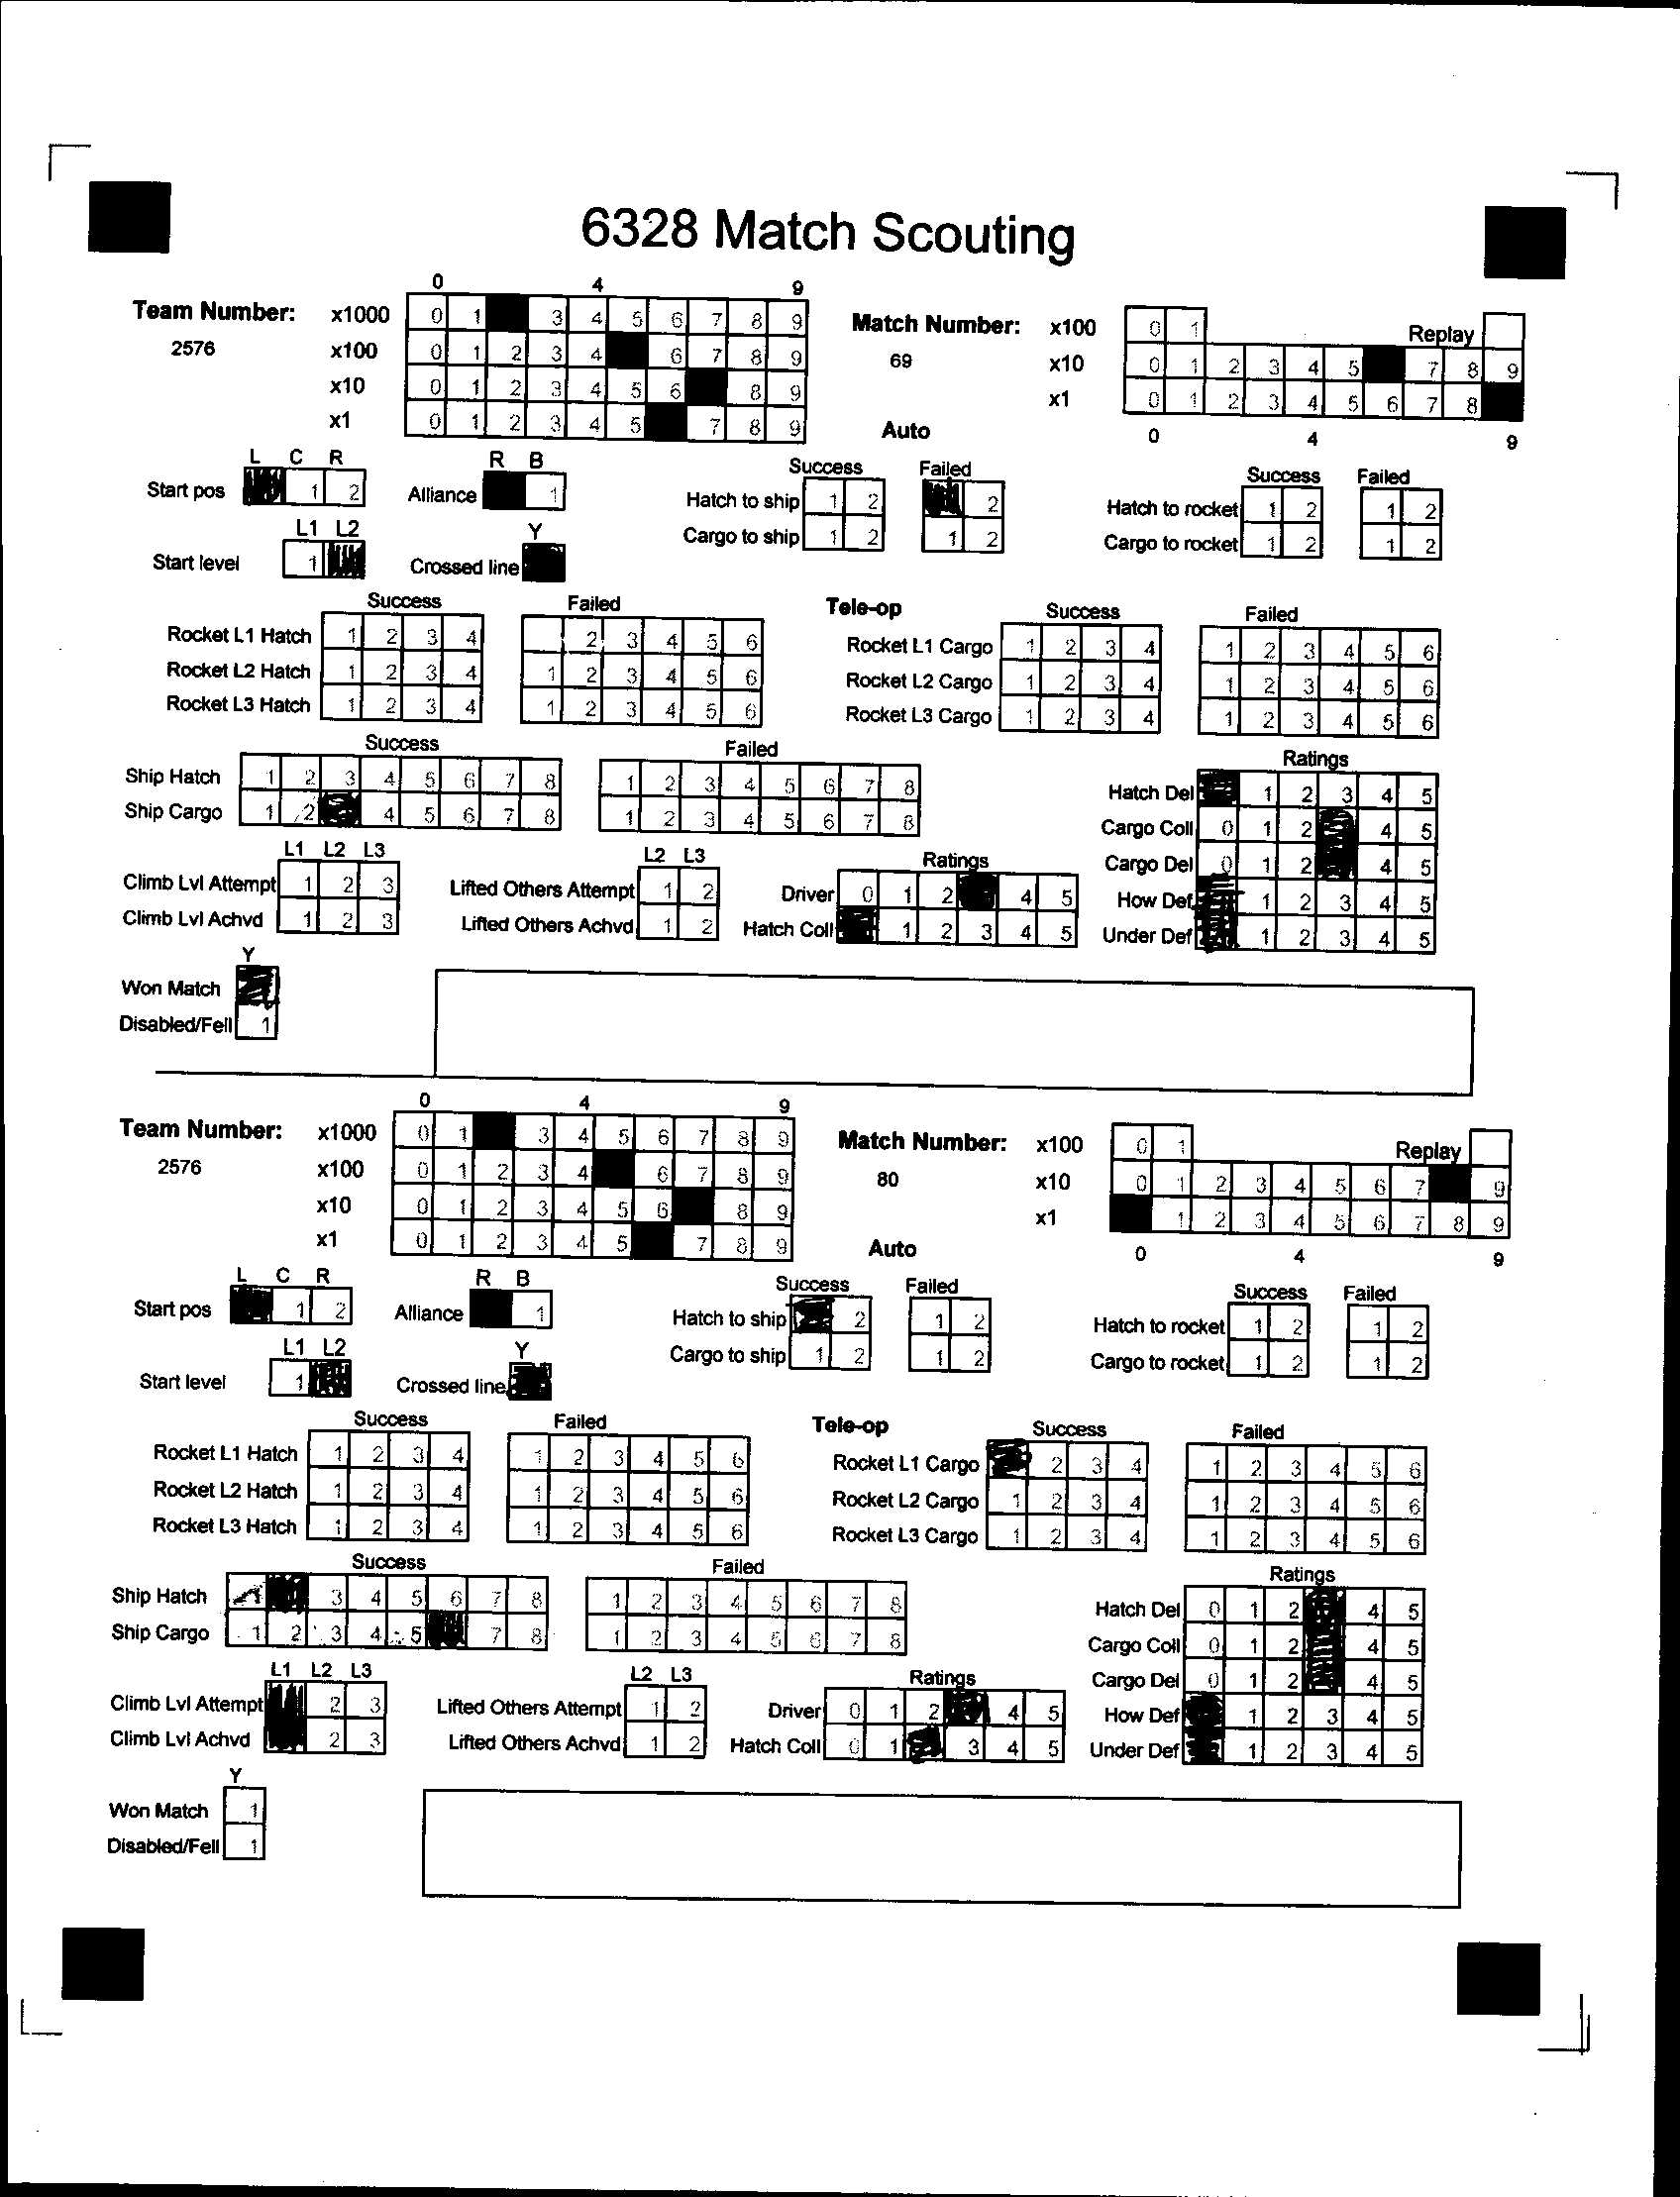 6328 Match Scouting
0 4 9
Team Number: x1000 0 1 3 4 5 6 7 8 9 Match Number: x100 0 1 Replay
2576 x100 0 1 2 3 4 6 7 8 9 69 x10 0 1 2 3 4 5 7 8 9
x10 0 1 2 3 4 5 6 8 9 x1 0 1 2 3 4 5 6 7 8
x1 0 1 2 3 4 5 7 8 9 Auto 0 4 9
L C R R B Success Failed Success Failed
Start pos 1 2 Alliance 1 Hatch to ship 1 2 2 Hatch to rocket 1 2 1 2
L1 L2 Y Cargo to ship 1 2 1 2 Cargo to rocket 1 2 1 2
Start level 1 Crossed line
Success Failed Tele-op Success Failed
Rocket L1 Hatch 1 2 3 4 2 3 4 5 6 Rocket L1 Cargo 1 2 3 4 1 2 3 4 5 6
Rocket L2 Hatch 1 2 3 4 1 2 3 4 5 6 Rocket L2 Cargo 1 2 3 4 1 2 3 4 5 6
Rocket L3 Hatch 1 2 3 4 1 2 3 4 5 6 Rocket L3 Cargo 1 2 3 4 1 2 3 4 5 6
Success Failed Ratings
Ship Hatch 1 2 3 4 5 6 7 8 1 2 3 4 5 6 7 8 Hatch Del 1 2 3 4 5
Ship Cargo 1 2 4 5 6 7 8 1 2 3 4 5 6 7 8 Cargo Coll 0 1 2 4 5
L1 L2 L3 L2 L3 Ratings Cargo Del 0 1 2 4 5
Climb Lvl Attempt 1 2 3 Lifted Others Attempt 1 2 Driver 0 1 2 4 5 How Def 1 2 3 4 5
Climb Lvl Achvd 1 2 3 Lifted Others Achvd 1 2 Hatch Coll 1 2 3 4 5 Under Def 1 2 3 4 5
Y
Won Match
Disabled/Fell 1
0 4 9
Team Number: x1000 0 1 3 4 5 6 7 8 9 Match Number: x100 0 1 Replay
2576 x100 0 1 2 3 4 6 7 8 9 80 x10 0 1 2 3 4 5 6 7 9
x10 0 1 2 3 4 5 6 8 9 x1 1 2 3 4 5 6 7 8 9
x1 0 1 2 3 4 5 7 8 9 Auto 0 4 9
L C R R B Success Failed Success Failed
Start pos 1 2 Alliance 1 Hatch to ship 2 1 2 Hatch to rocket 1 2 1 2
L1 L2 Y Cargo to ship 1 2 1 2 Cargo to rocket 1 2 1 2
Start level 1 Crossed line
Success Failed Tele-op Success Failed
Rocket L1 Hatch 1 2 3 4 1 2 3 4 5 6 Rocket L1 Cargo 2 3 4 1 2 3 4 5 6
Rocket L2 Hatch 1 2 3 4 1 2 3 4 5 6 Rocket L2 Cargo 1 2 3 4 1 2 3 4 5 6
Rocket L3 Hatch 1 2 3 4 1 2 3 4 5 6 Rocket L3 Cargo 1 2 3 4 1 2 3 4 5 6
Success Failed Ratings
Ship Hatch 3 4 5 6 7 8 1 2 3 4 5 6 7 8 Hatch Del 0 1 2 4 5
Ship Cargo 1 2 3 4 5 7 8 1 2 3 4 5 6 7 8 Cargo Coll 0 1 2 4 5
L1 L2 L3 L2 L3 Ratings Cargo Del 0 1 2 4 5
Climb Lvl Attempt 2 3 Lifted Others Attempt 1 2 Driver 0 1 2 4 5 How Def 1 2 3 4 5
Climb Lvl Achvd 2 3 Lifted Others Achvd 1 2 Hatch Coll 0 1 3 4 5 Under Def 1 2 3 4 5
Y
Won Match 1
Disabled/Fell 1